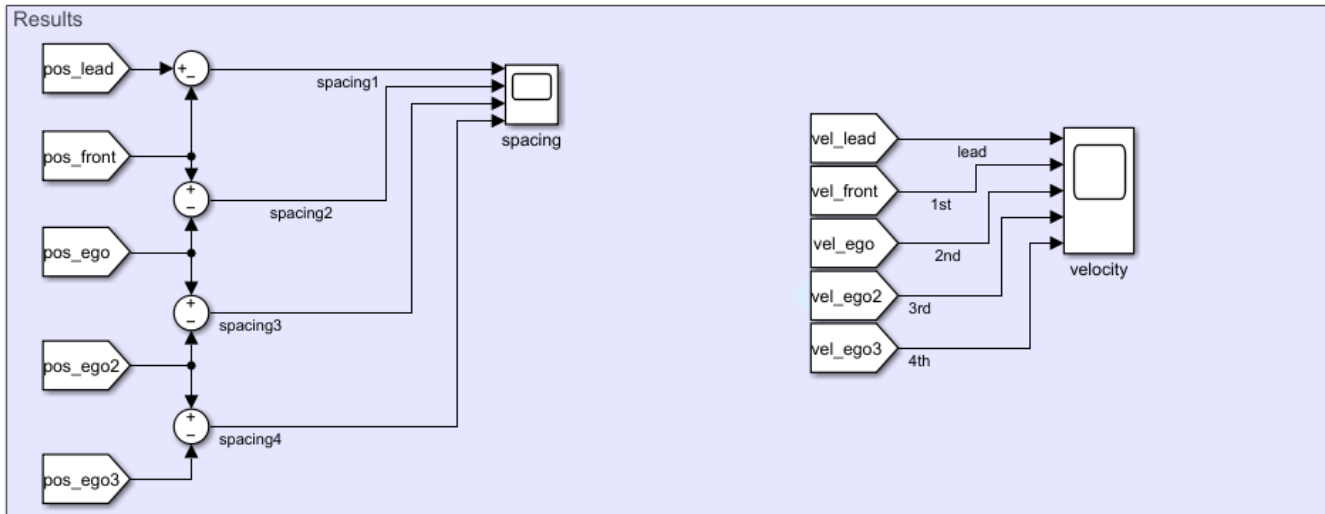 Results
pos_lead
+
−
spacing1
pos_front
+
−
spacing2
pos_ego
+
−
spacing3
pos_ego2
+
−
spacing4
pos_ego3
spacing
vel_lead
lead
vel_front
1st
vel_ego
2nd
vel_ego2
3rd
vel_ego3
4th
velocity